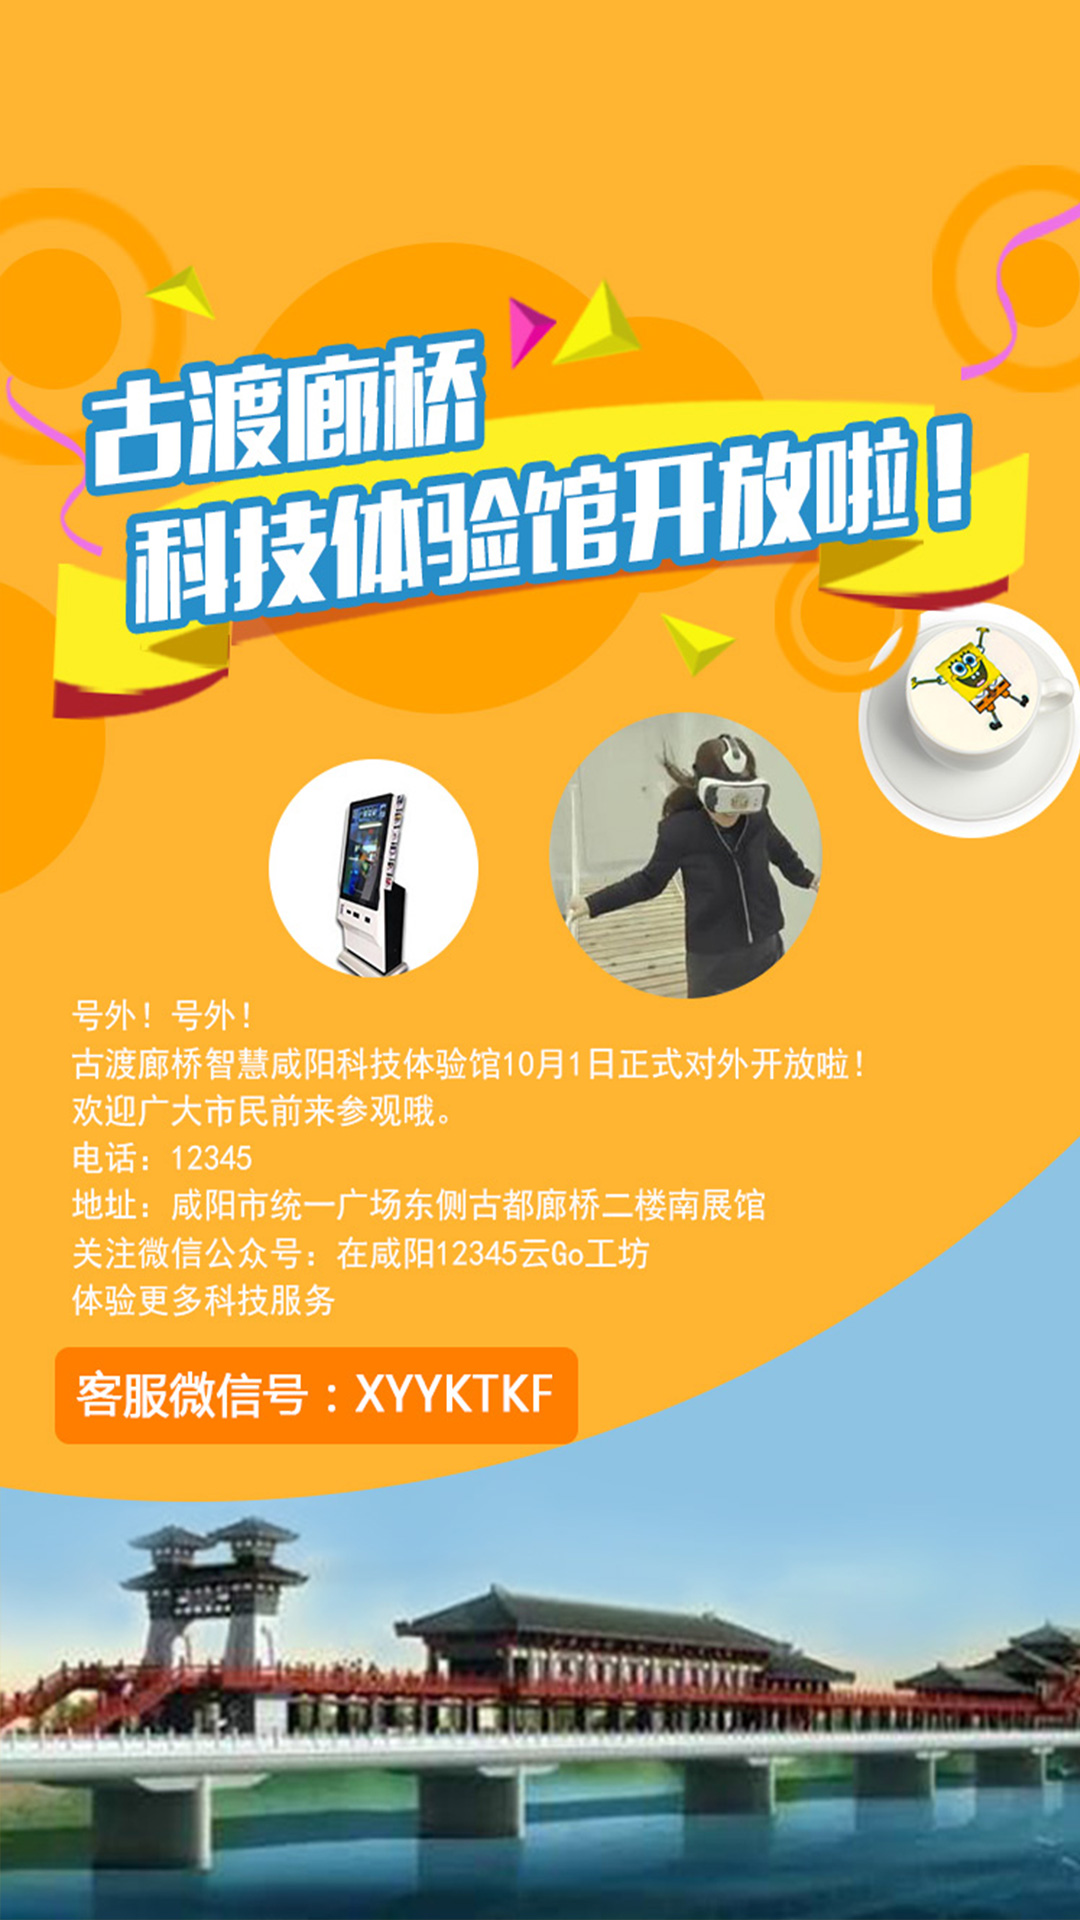 古渡廊桥
科技体验馆开放啦！
号外！号外！
古渡廊桥智慧咸阳科技体验馆10月1日正式对外开放啦！
欢迎广大市民前来参观哦。
电话：12345
地址：咸阳市统一广场东侧古都廊桥二楼南展馆
关注微信公众号：在咸阳12345云Go工坊
体验更多科技服务
客服微信号：XYYKTKF